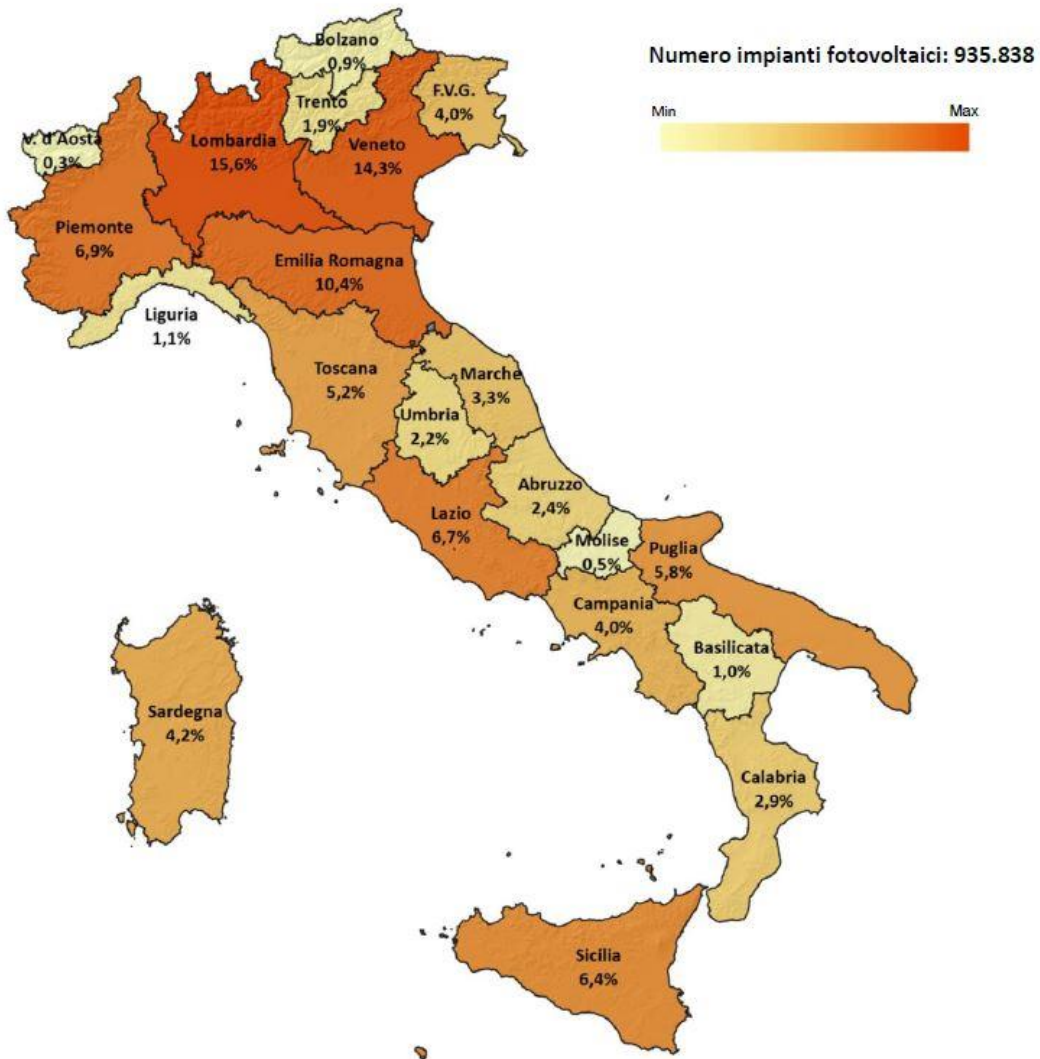 Numero impianti fotovoltaici: 935.838
Min
Max
Bolzano
0,9%
Trento
1,9%
F.V.G.
4,0%
V. d'Aosta
0,3%
Lombardia
15,6%
Veneto
14,3%
Piemonte
6,9%
Emilia Romagna
10,4%
Liguria
1,1%
Toscana
5,2%
Marche
3,3%
Umbria
2,2%
Abruzzo
2,4%
Lazio
6,7%
Molise
0,5%
Puglia
5,8%
Campania
4,0%
Basilicata
1,0%
Sardegna
4,2%
Calabria
2,9%
Sicilia
6,4%